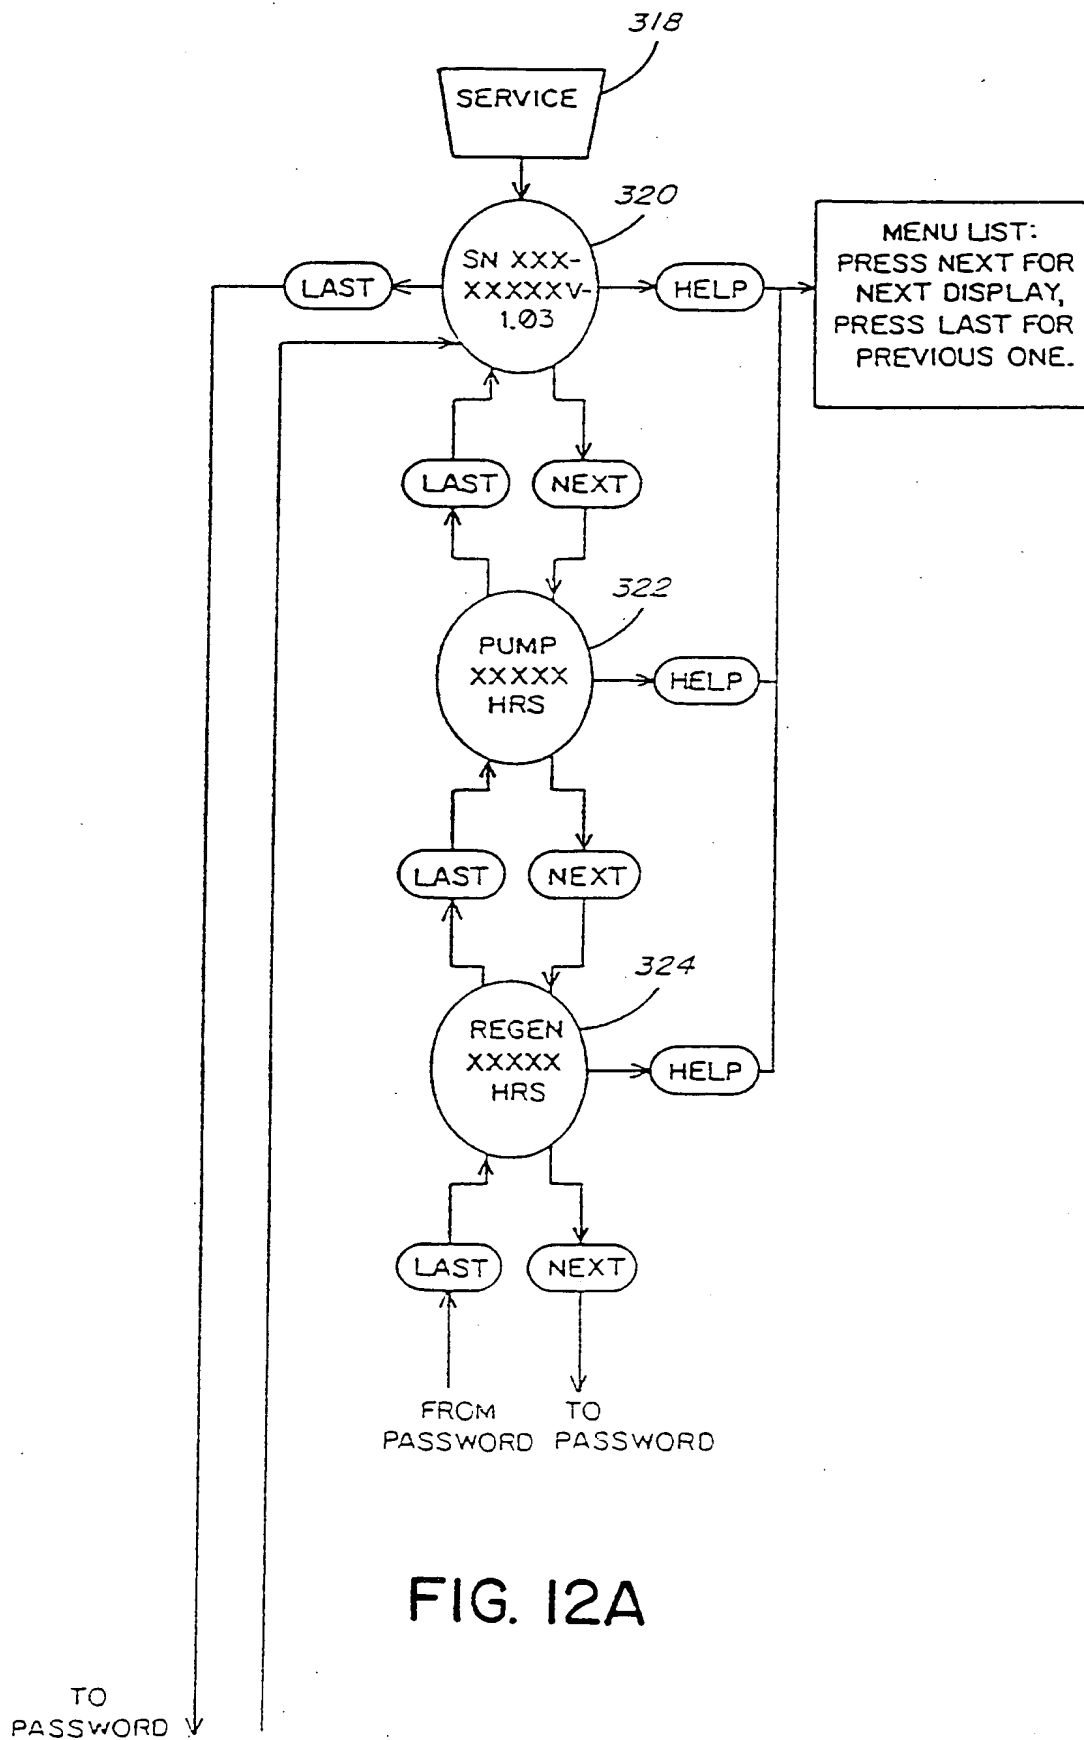 318
SERVICE
320
SN XXX-
XXXXXV-
1.03
LAST
HELP
MENU LIST:
PRESS NEXT FOR
NEXT DISPLAY,
PRESS LAST FOR
PREVIOUS ONE.
LAST
NEXT
322
PUMP
XXXXX
HRS
HELP
LAST
NEXT
324
REGEN
XXXXX
HRS
HELP
LAST
NEXT
FROM
PASSWORD
TO
PASSWORD
FIG. 12A
TO
PASSWORD